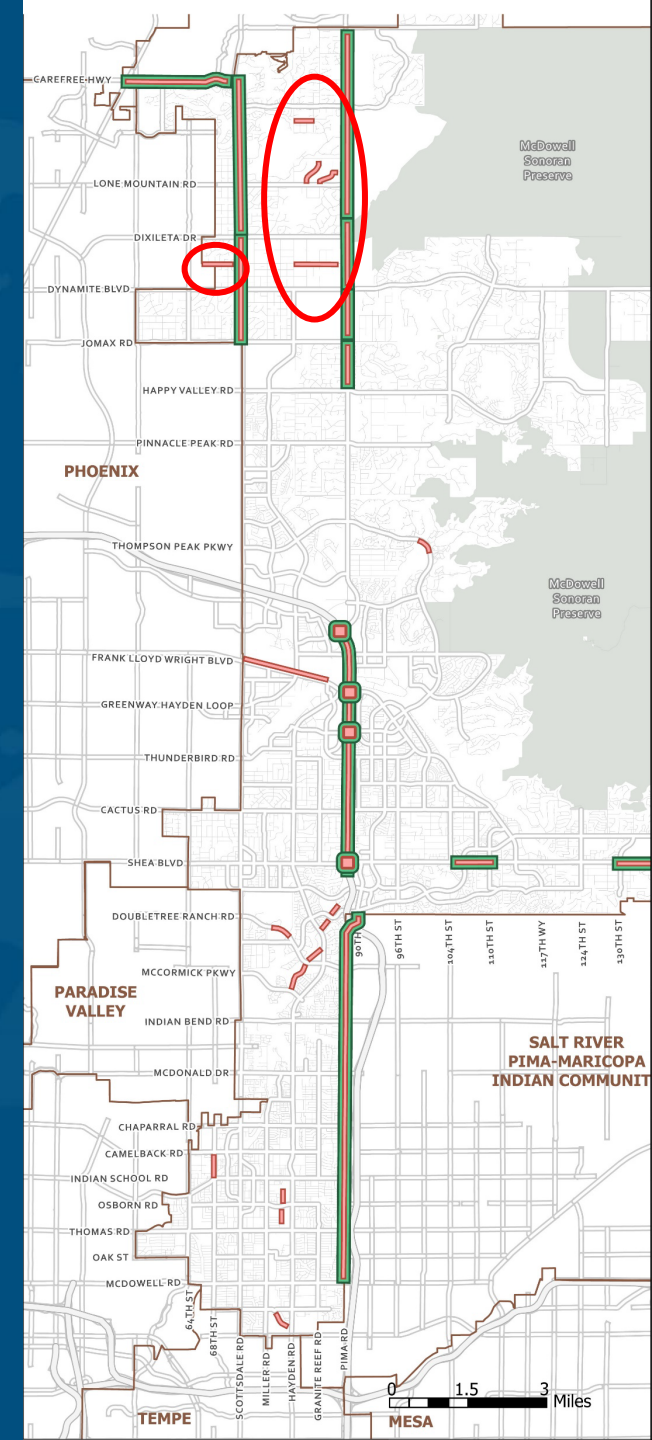 CAREFREE HWY
McDowell
Sonoran
Preserve
LONE MOUNTAIN RD
DIXILETA DR
DYNAMITE BLVD
JOMAX RD
HAPPY VALLEY RD
PINNACLE PEAK RD
PHOENIX
THOMPSON PEAK PKWY
McDowell
Sonoran
Preserve
FRANK LLOYD WRIGHT BLVD
GREENWAY HAYDEN LOOP
THUNDERBIRD RD
CACTUS RD
SHEA BLVD
DOUBLETREE RANCH RD
90TH
96TH ST
104TH ST
110TH ST
117TH WY
124TH ST
130TH ST
MCCORMICK PKWY
PARADISE
VALLEY
INDIAN BEND RD
SALT RIVER
PIMA-MARICOPA
INDIAN COMMUNIT
MCDONALD DR
CHAPARRAL RD
CAMELBACK RD
INDIAN SCHOOL RD
OSBORN RD
THOMAS RD
OAK ST
MCDOWELL RD
64TH ST
68TH ST
SCOTTSDALE RD
MILLER RD
HAYDEN RD
GRANITE REEF RD
PIMA RD
0 1.5 3
Miles
TEMPE
MESA